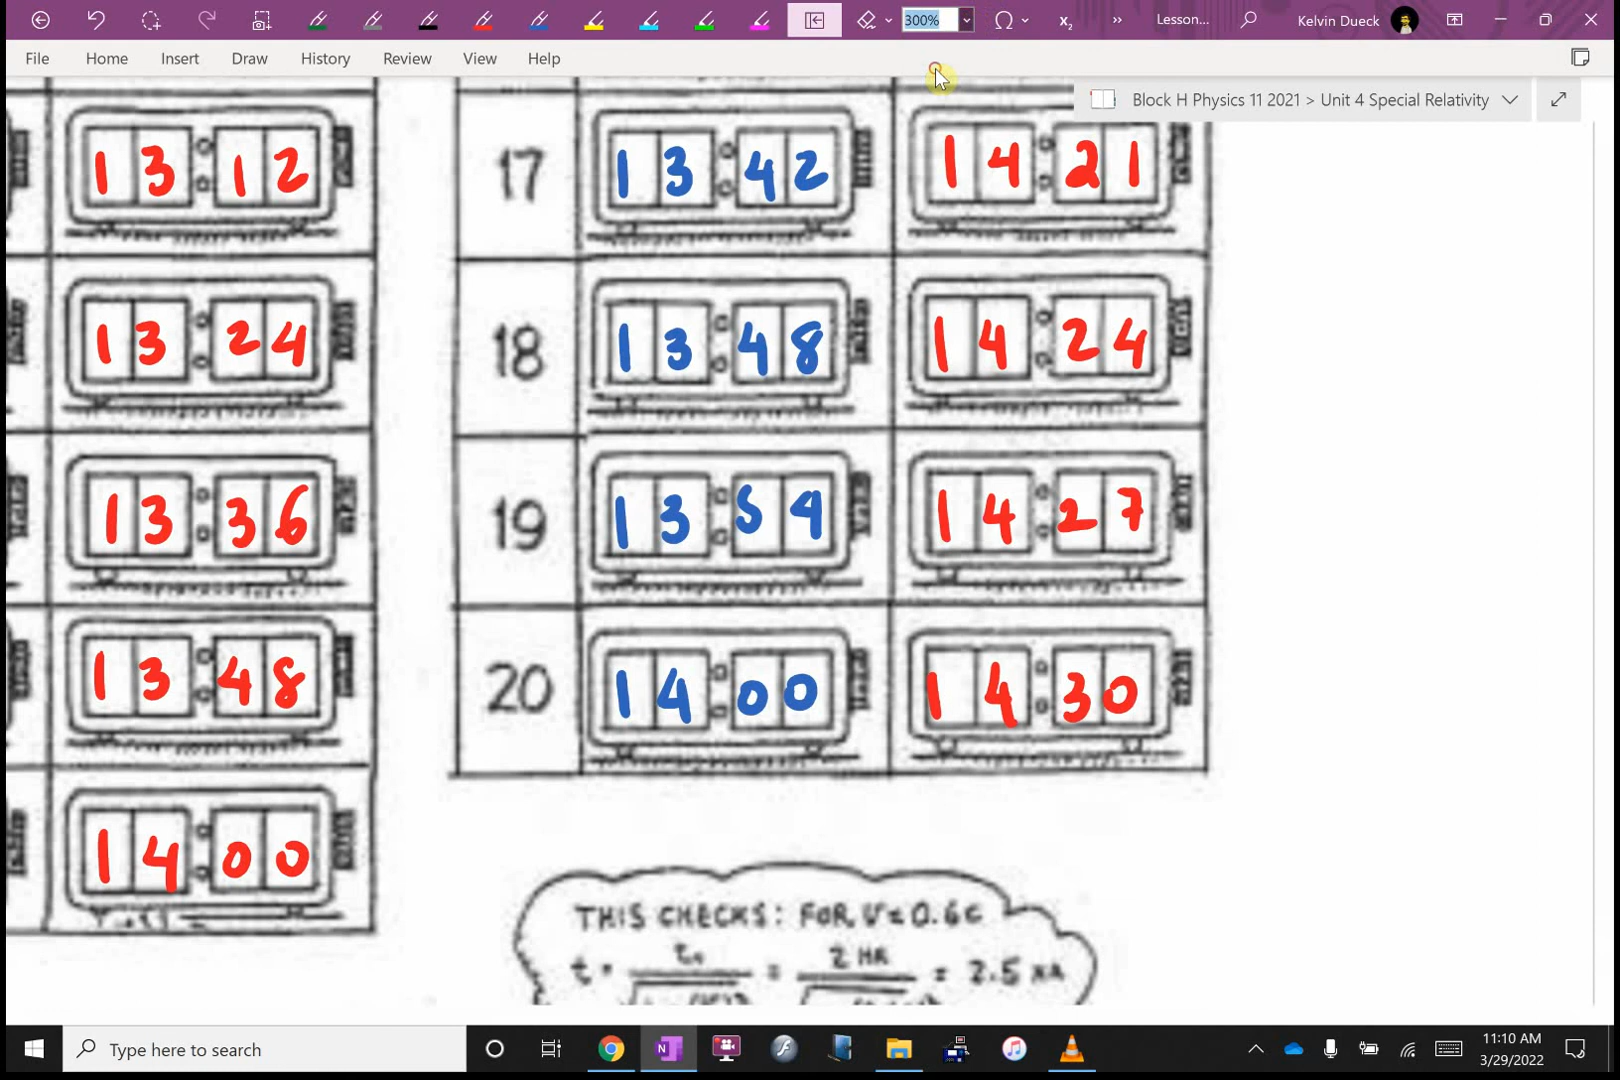 300%
Ω
x₂
»
Lesson...
Kelvin Dueck
File Home Insert Draw History Review View Help
Block H Physics 11 2021 > Unit 4 Special Relativity
13:12
13:24
13:36
13:48
14:00
17 13:42 14:21
18 13:48 14:24
19 13:54 14:27
20 14:00 14:30
THIS CHECKS: FOR V = 0.6C
t = t₀ = 2 HR = 2.5 HR
Type here to search
11:10 AM
3/29/2022